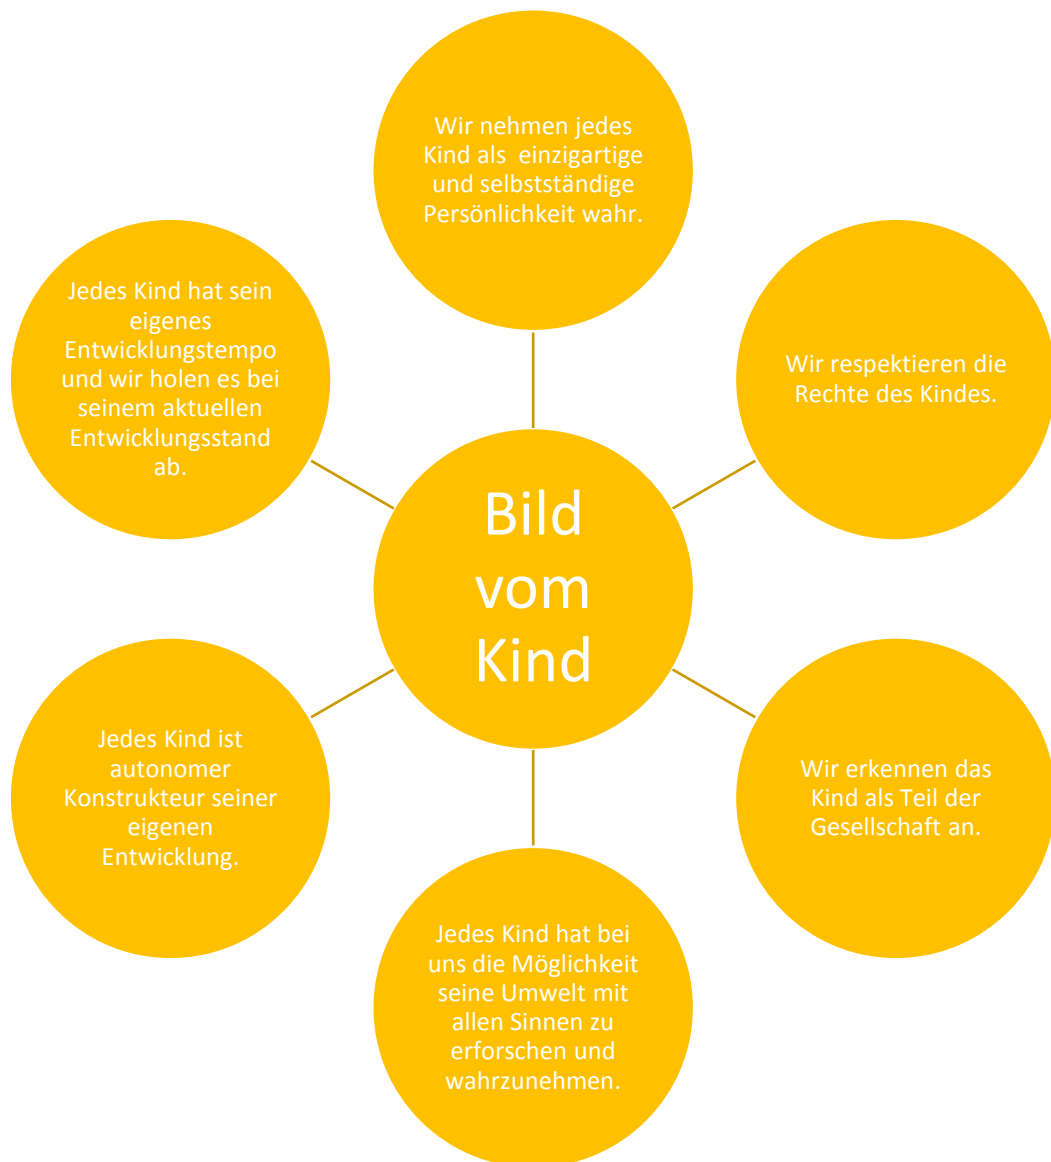 Wir nehmen jedes
Kind als  einzigartige
und selbstständige
Persönlichkeit wahr.
Wir respektieren die
Rechte des Kindes.
Wir erkennen das
Kind als Teil der
Gesellschaft an.
Jedes Kind hat bei
uns die Möglichkeit
seine Umwelt mit
allen Sinnen zu
erforschen und
wahrzunehmen.
Jedes Kind ist
autonomer
Konstrukteur seiner
eigenen
Entwicklung.
Jedes Kind hat sein
eigenes
Entwicklungstempo
und wir holen es bei
seinem aktuellen
Entwicklungsstand
ab.
Bild
vom
Kind